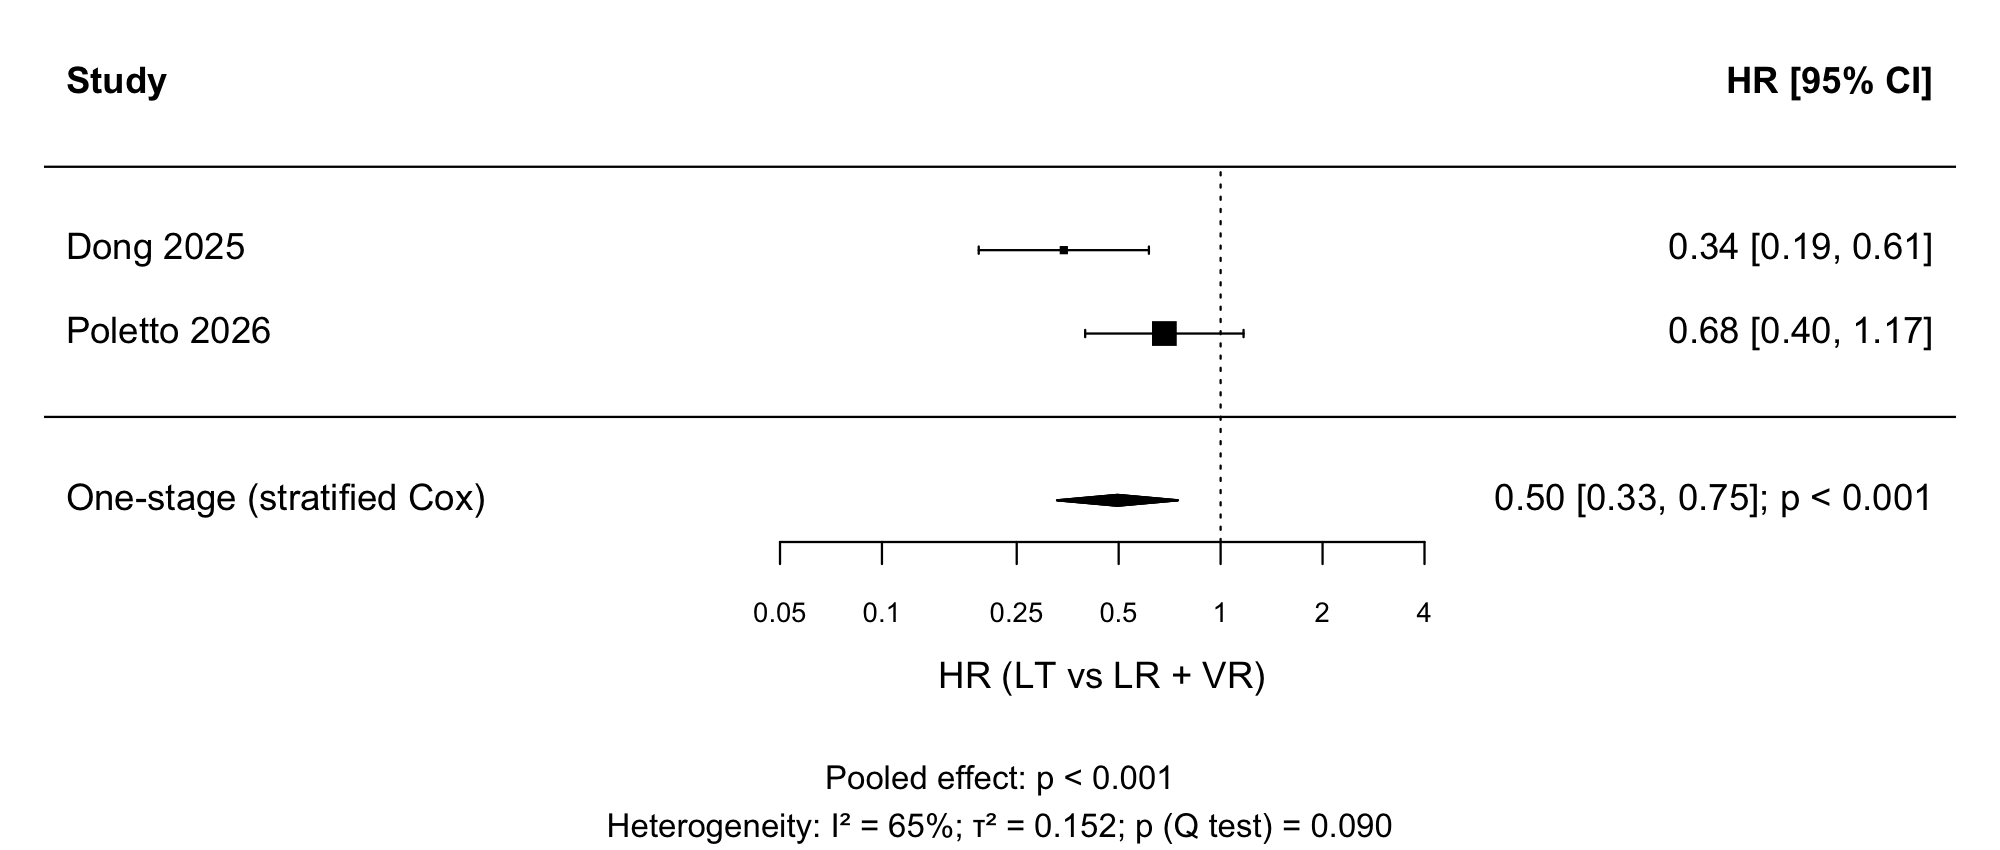 Study HR [95% CI]
Dong 2025 0.34 [0.19, 0.61]
Poletto 2026 0.68 [0.40, 1.17]
One-stage (stratified Cox) 0.50 [0.33, 0.75]; p < 0.001
0.05 0.1 0.25 0.5 1 2 4
HR (LT vs LR + VR)
Pooled effect: p < 0.001
Heterogeneity: I² = 65%; τ² = 0.152; p (Q test) = 0.090